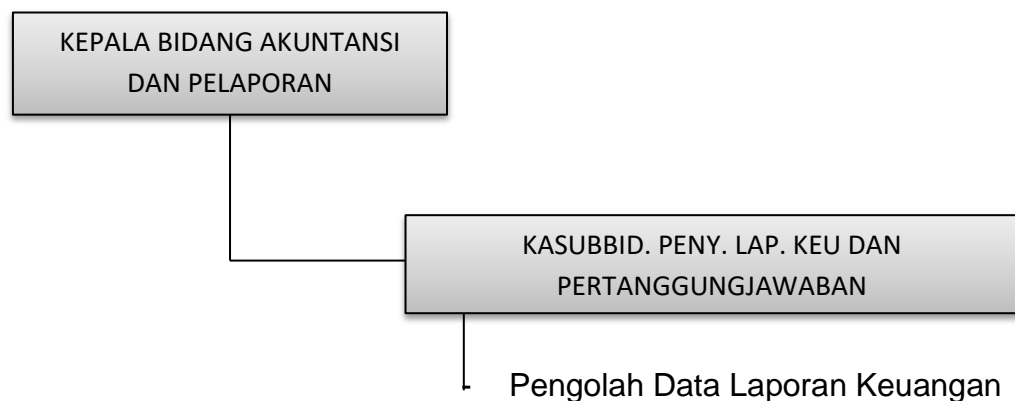 KEPALA BIDANG AKUNTANSI
DAN PELAPORAN
KASUBBID. PENY. LAP. KEU DAN
PERTANGGUNGJAWABAN
- Pengolah Data Laporan Keuangan